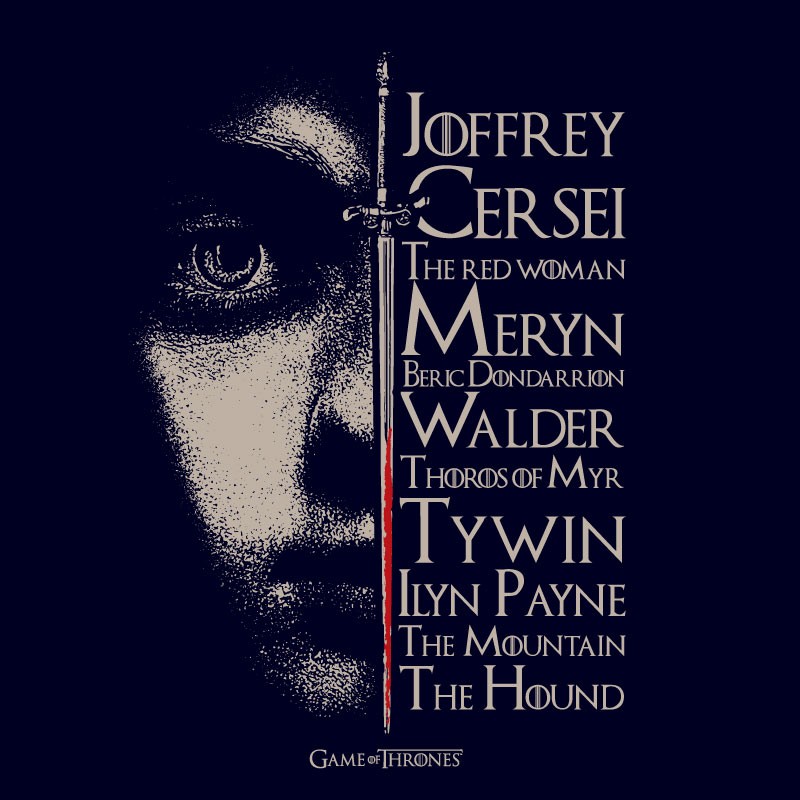 Joffrey
Cersei
The Red Woman
Meryn
Beric Dondarrion
Walder
Thoros of Myr
Tywin
Ilyn Payne
The Mountain
The Hound
Game of Thrones